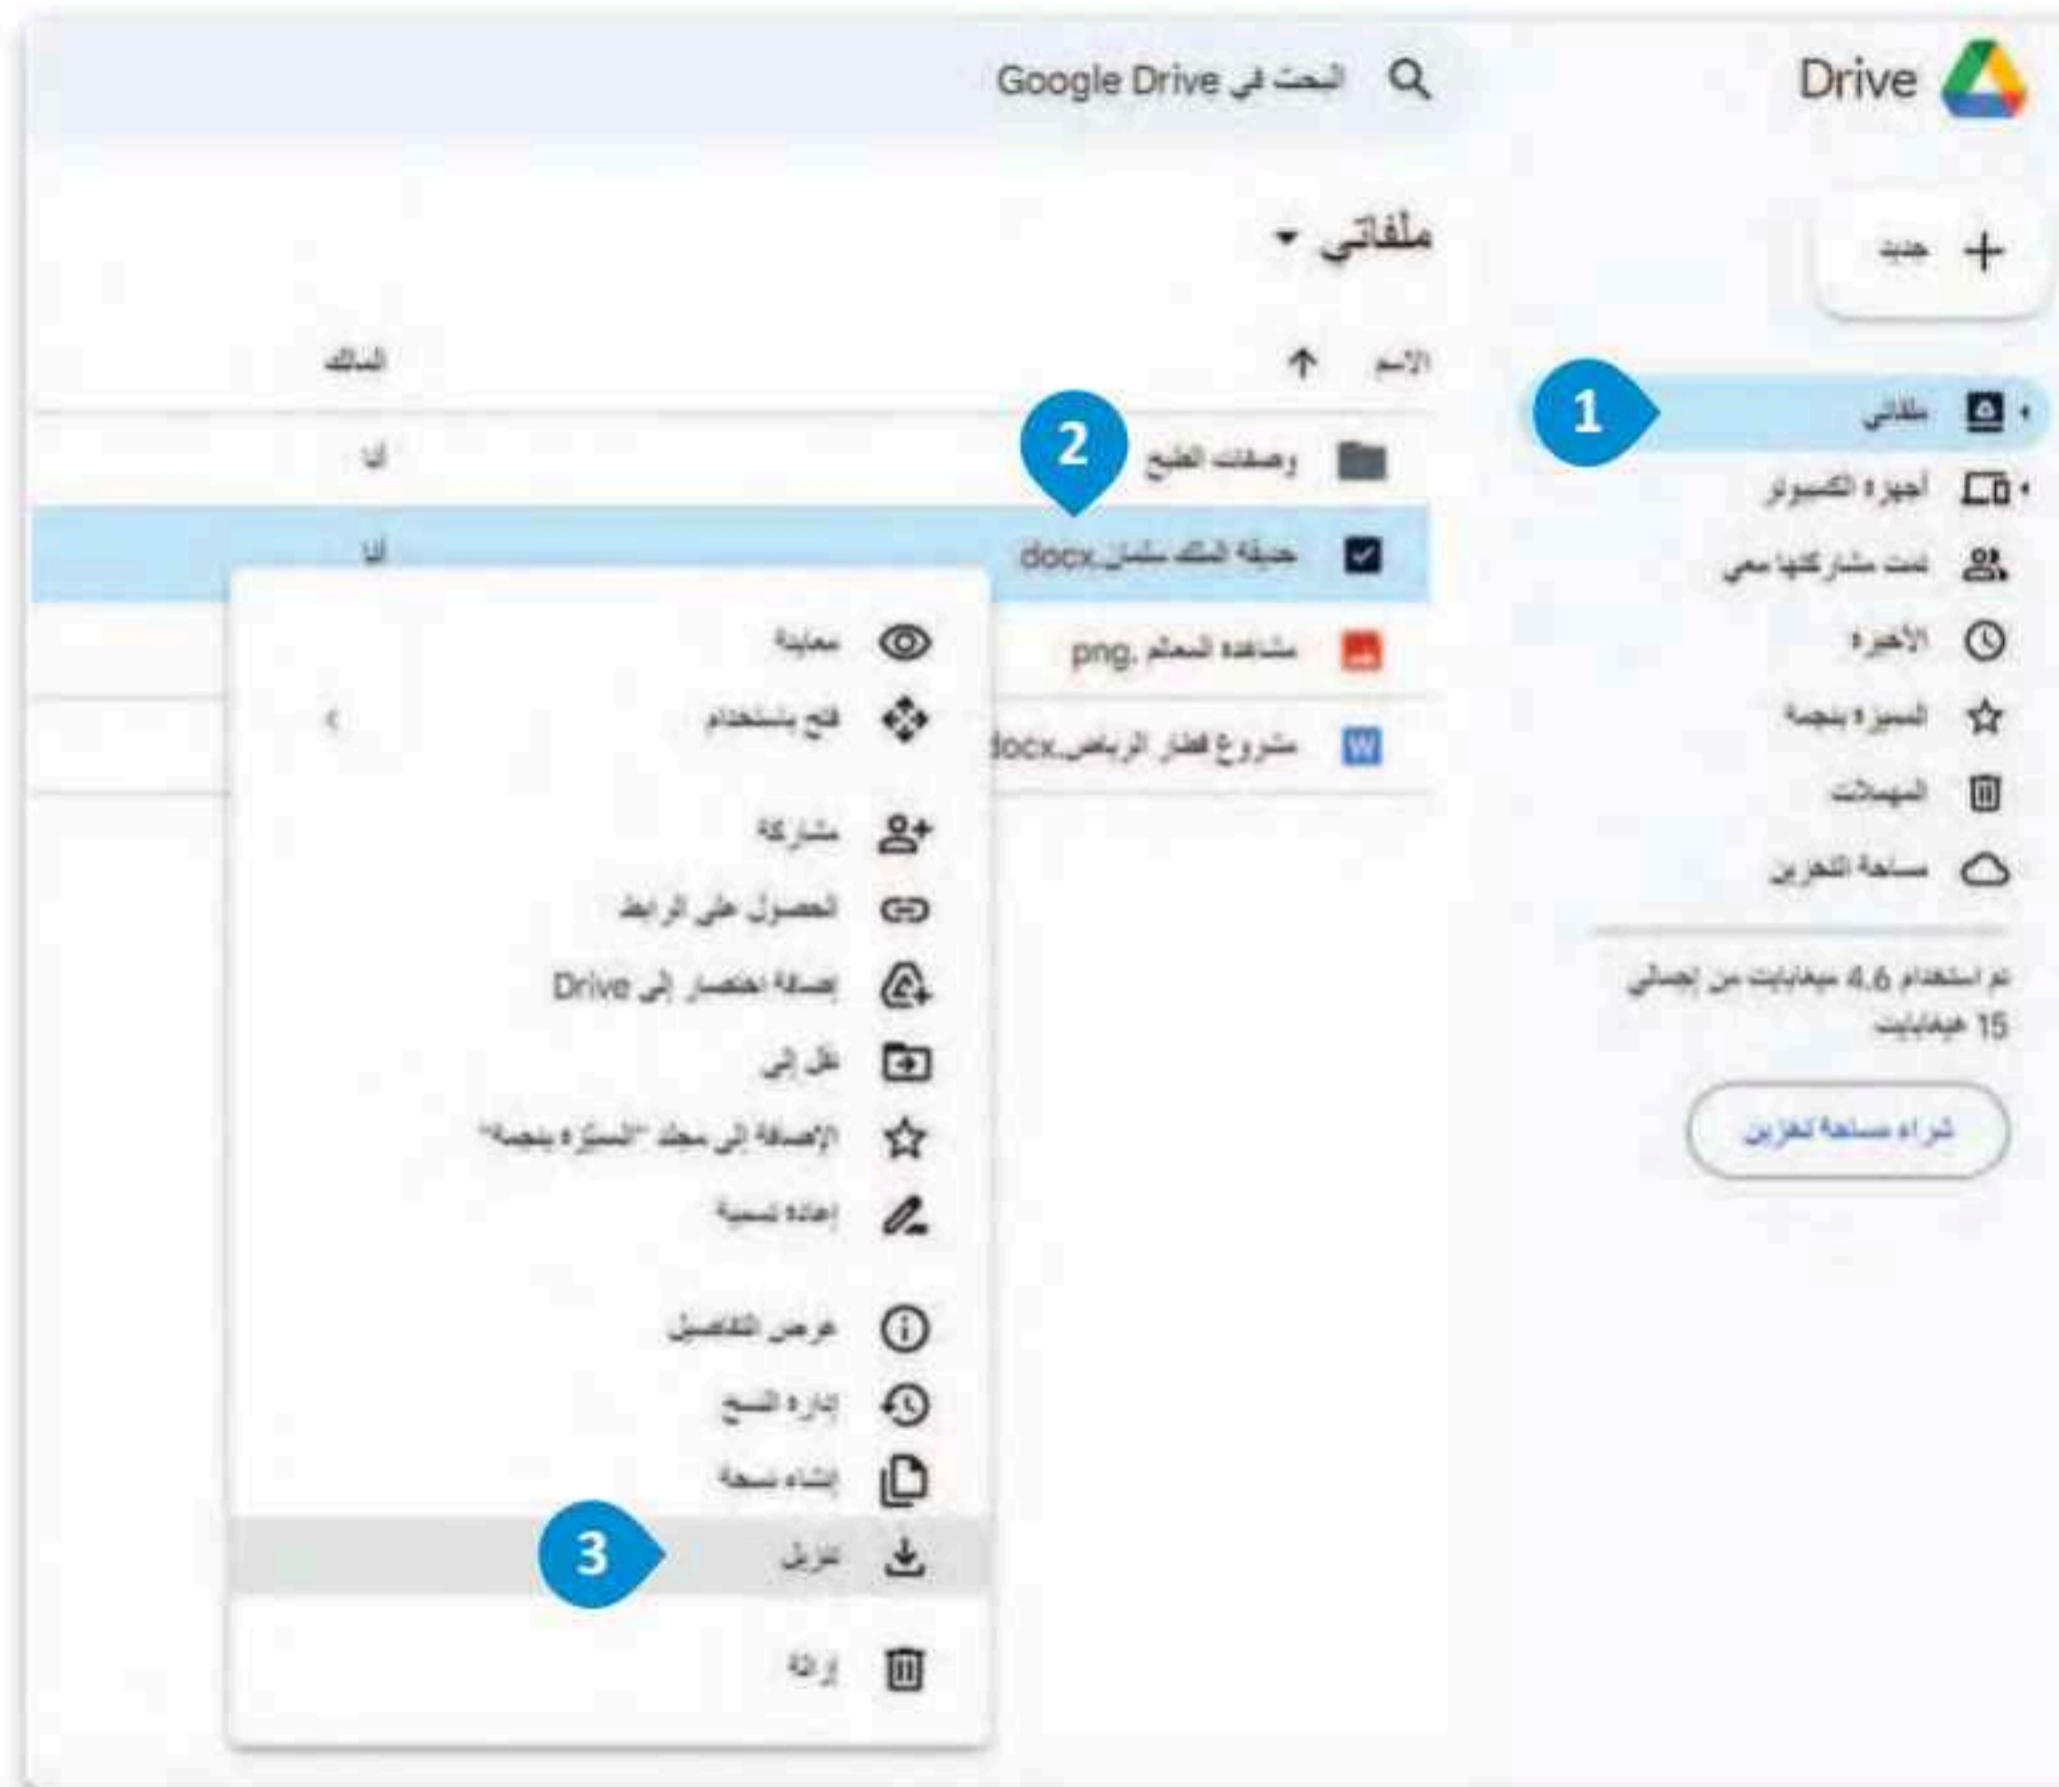 Drive
البحث في Google Drive
جديد
ملفاتي
أجهزة الكمبيوتر
تمت مشاركتها معي
الأخيرة
المميزة بنجمة
المهملات
مساحة التخزين
تم استخدام 4.6 ميغابايت من إجمالي
15 غيغابايت
شراء مساحة تخزين
1
ملفاتي
الاسم
المالك
وصفات الطبخ
أنا
2
حديقة الملك سلمان.docx
أنا
مشاهدة المعالم .png
مشروع قطار الرياض.docx
معاينة
فتح باستخدام
مشاركة
الحصول على الرابط
إضافة اختصار إلى Drive
نقل إلى
الإضافة إلى مجلد "المميّزة بنجمة"
إعادة تسمية
عرض التفاصيل
إدارة النسخ
إنشاء نسخة
تنزيل
3
إزالة